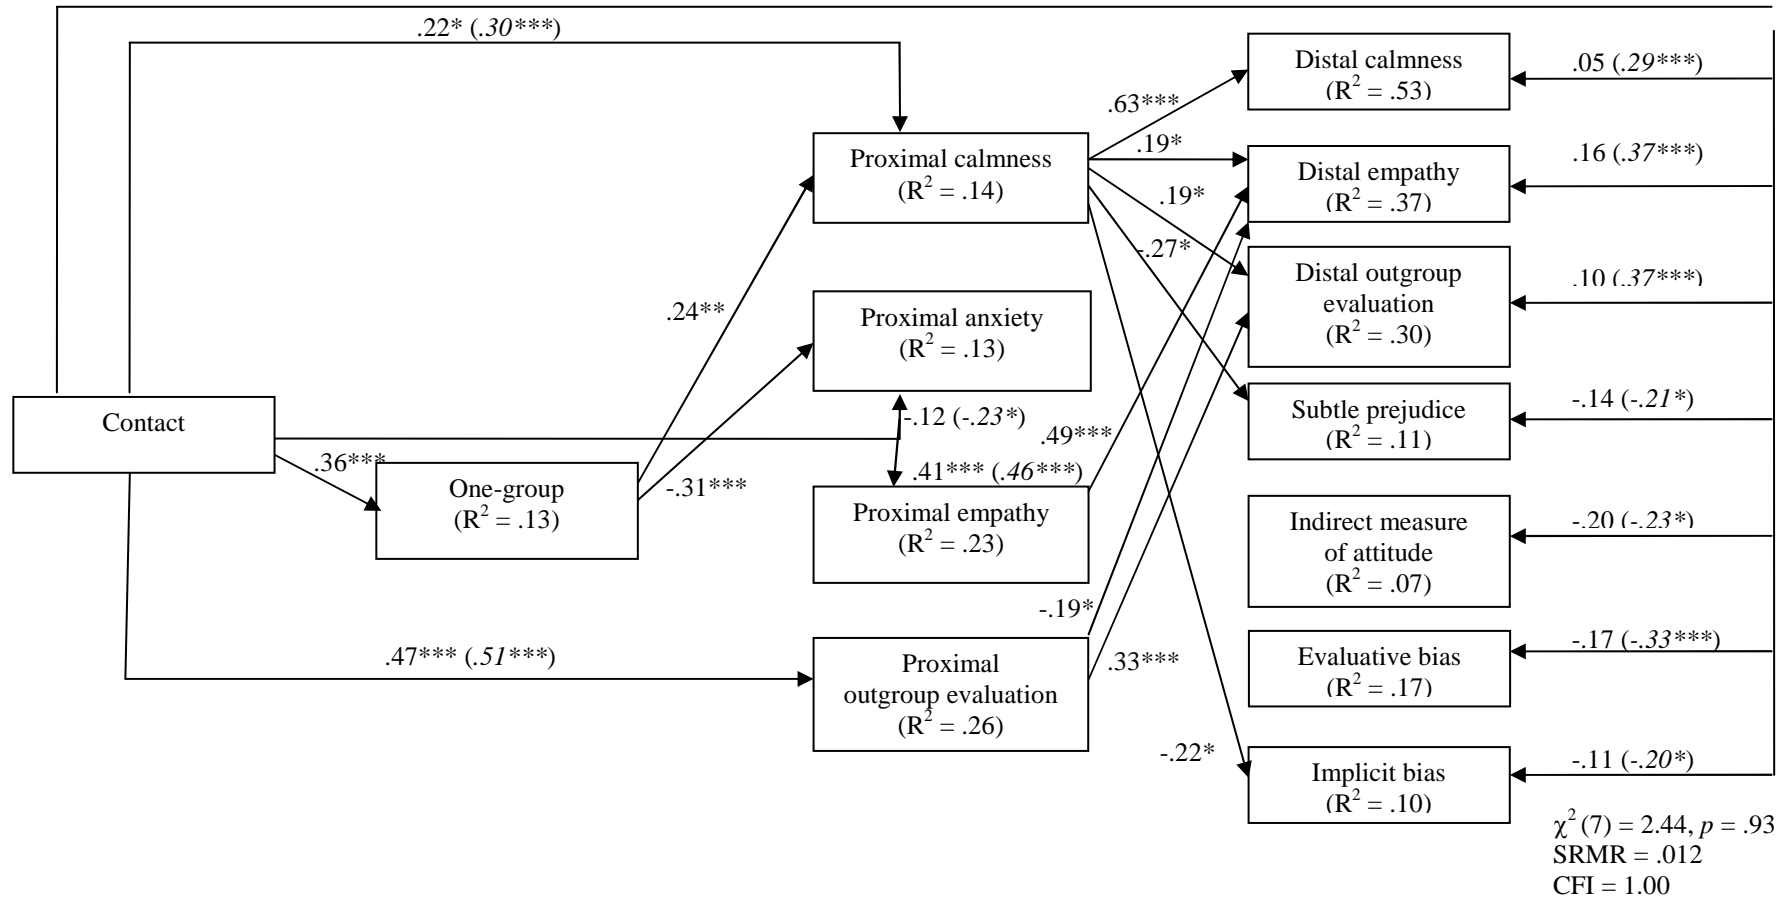 .22* (.30***)
Contact
.36***
One-group
(R² = .13)
.24**
-.31***
.47*** (.51***)
Proximal calmness
(R² = .14)
Proximal anxiety
(R² = .13)
-.12 (-.23*)
.41*** (.46***)
Proximal empathy
(R² = .23)
Proximal
outgroup evaluation
(R² = .26)
.63***
.19*
.19*
-.27*
.49***
-.19*
.33***
-.22*
Distal calmness
(R² = .53)
Distal empathy
(R² = .37)
Distal outgroup
evaluation
(R² = .30)
Subtle prejudice
(R² = .11)
Indirect measure
of attitude
(R² = .07)
Evaluative bias
(R² = .17)
Implicit bias
(R² = .10)
.05 (.29***)
.16 (.37***)
.10 (.37***)
-.14 (-.21*)
-.20 (-.23*)
-.17 (-.33***)
-.11 (-.20*)
χ² (7) = 2.44, p = .93
SRMR = .012
CFI = 1.00